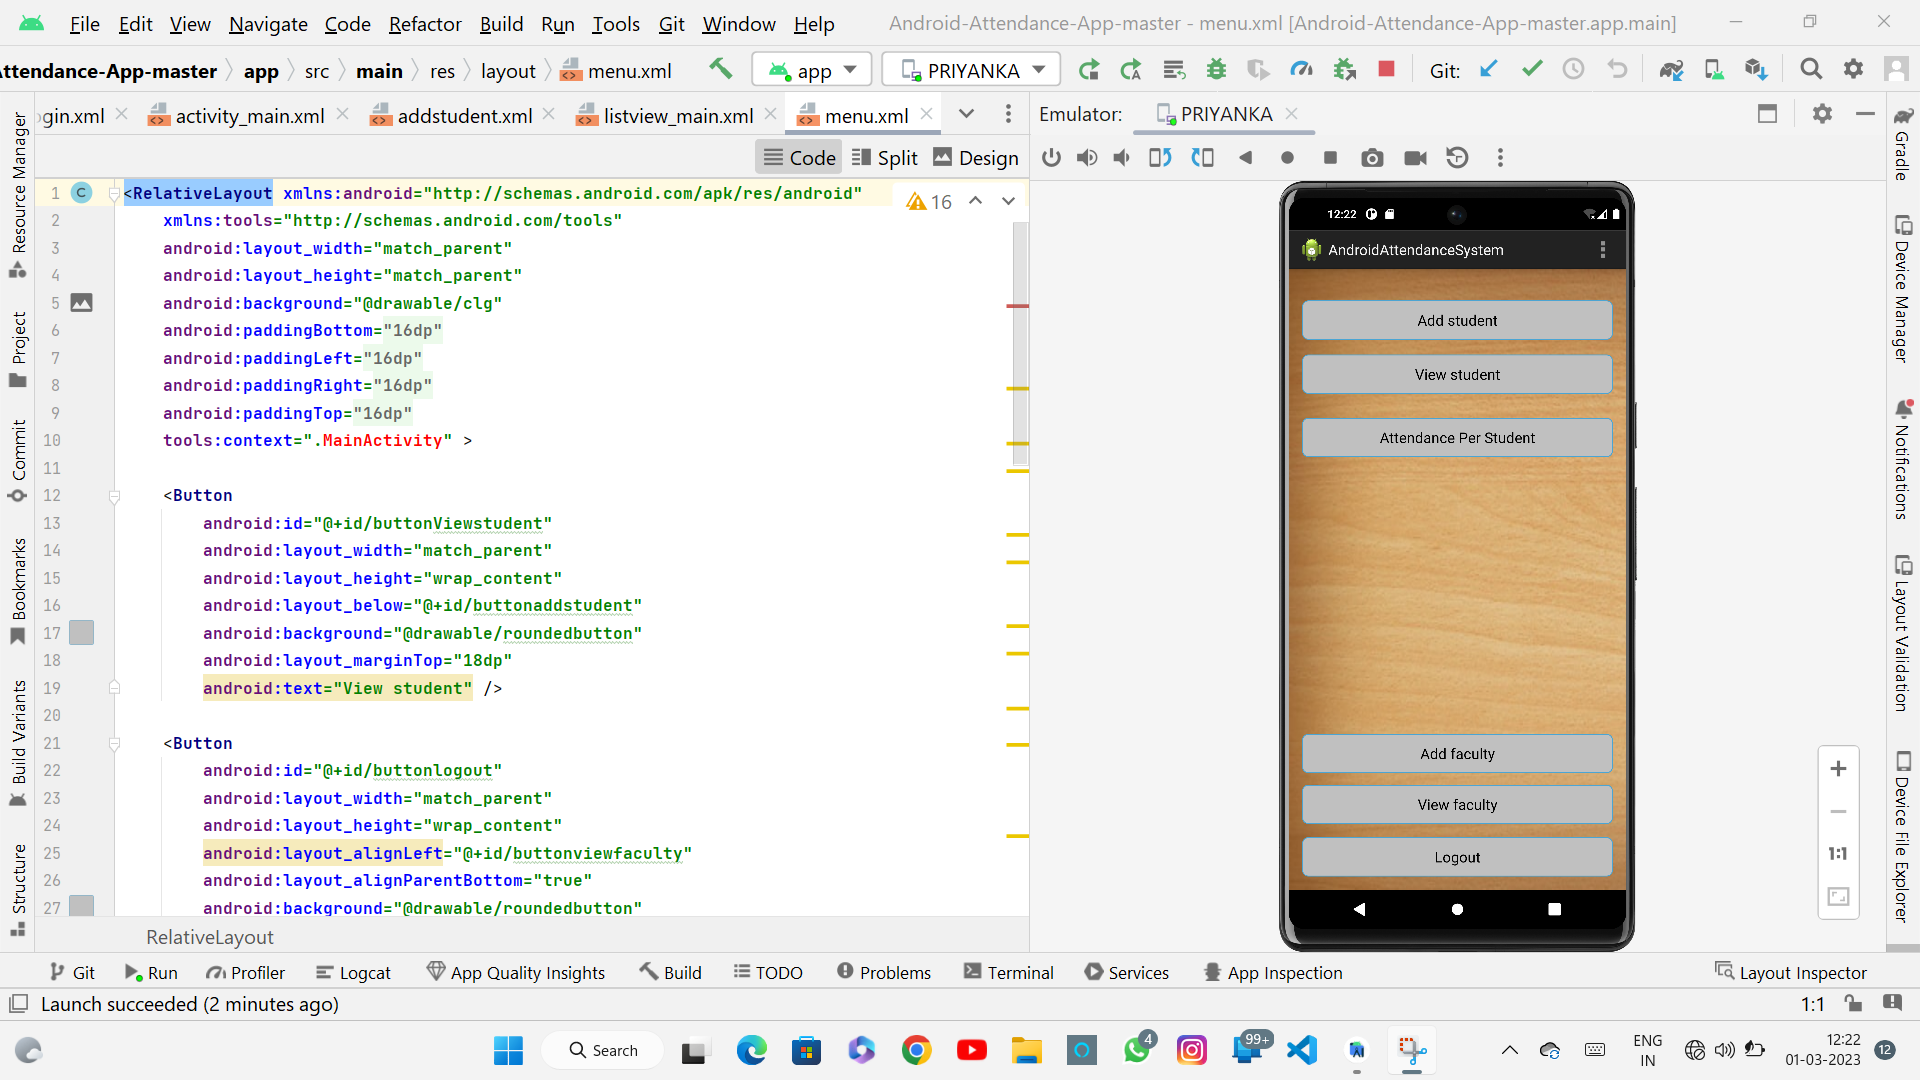 File Edit View Navigate Code Refactor Build Run Tools Git Window Help Android-Attendance-App-master - menu.xml [Android-Attendance-App-master.app.main]
ttendance-App-master app src main res layout menu.xml app PRIYANKA Git:
gin.xml activity_main.xml addstudent.xml listview_main.xml menu.xml
Emulator: PRIYANKA
Code Split Design
16
1 <RelativeLayout xmlns:android="http://schemas.android.com/apk/res/android"
2 xmlns:tools="http://schemas.android.com/tools"
3 android:layout_width="match_parent"
4 android:layout_height="match_parent"
5 android:background="@drawable/clg"
6 android:paddingBottom="16dp"
7 android:paddingLeft="16dp"
8 android:paddingRight="16dp"
9 android:paddingTop="16dp"
10 tools:context=".MainActivity" >
11
12 <Button
13 android:id="@+id/buttonViewstudent"
14 android:layout_width="match_parent"
15 android:layout_height="wrap_content"
16 android:layout_below="@+id/buttonaddstudent"
17 android:background="@drawable/roundedbutton"
18 android:layout_marginTop="18dp"
19 android:text="View student" />
20
21 <Button
22 android:id="@+id/buttonlogout"
23 android:layout_width="match_parent"
24 android:layout_height="wrap_content"
25 android:layout_alignLeft="@+id/buttonviewfaculty"
26 android:layout_alignParentBottom="true"
27 android:background="@drawable/roundedbutton"
RelativeLayout
Resource Manager
Project
Commit
Bookmarks
Build Variants
Structure
12:22
AndroidAttendanceSystem
Add student
View student
Attendance Per Student
Add faculty
View faculty
Logout
1:1
Gradle
Device Manager
Notifications
Layout Validation
Device File Explorer
Git Run Profiler Logcat App Quality Insights Build TODO Problems Terminal Services App Inspection Layout Inspector
Launch succeeded (2 minutes ago) 1:1
Search
4
99+
ENG
IN
12:22
01-03-2023
12